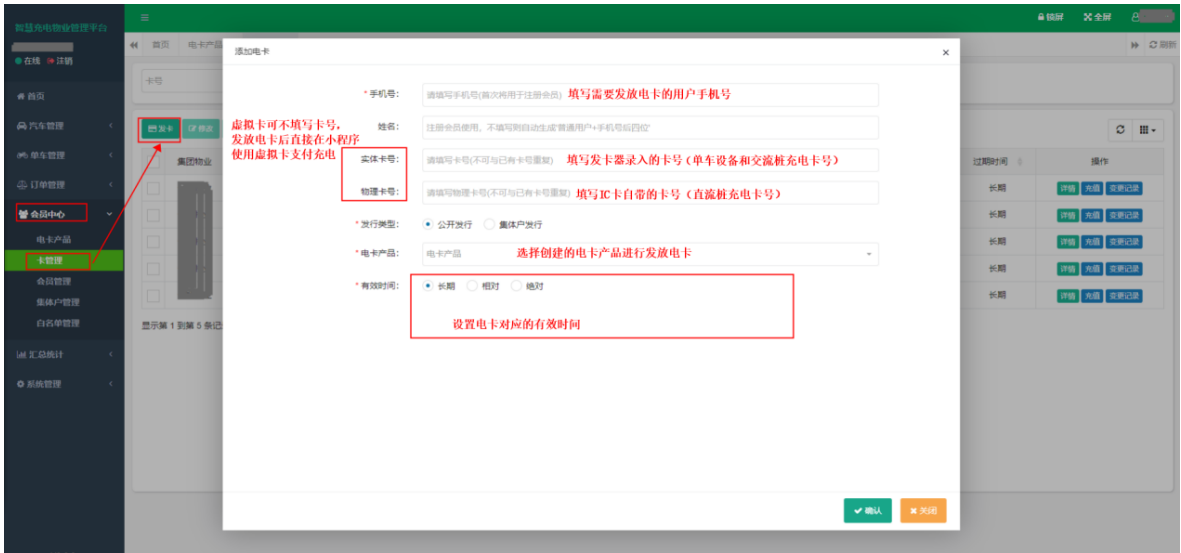 智慧充电物业管理平台
锁屏 全屏
在线 注销
首页 电卡产品
刷新
添加电卡 ×
卡号
首页
汽车管理
单车管理
订单管理
会员中心
电卡产品
卡管理
会员管理
集体户管理
白名单管理
汇总统计
系统管理
发卡 修改
集团物业
过期时间 操作
长期 详情 充值 变更记录
长期 详情 充值 变更记录
长期 详情 充值 变更记录
长期 详情 充值 变更记录
长期 详情 充值 变更记录
显示第 1 到第 5 条记
* 手机号: 请填写手机号(首次将用于注册会员) 填写需要发放电卡的用户手机号
姓名: 注册会员使用，不填写则自动生成'普通用户+手机号后四位'
虚拟卡可不填写卡号，
发放电卡后直接在小程序
使用虚拟卡支付充电
实体卡号: 请填写卡号(不可与已有卡号重复) 填写发卡器录入的卡号（单车设备和交流桩充电卡号）
物理卡号: 请填写物理卡号(不可与已有卡号重复) 填写IC卡自带的卡号（直流桩充电卡号）
* 发行类型: 公开发行 集体户发行
* 电卡产品: 电卡产品 选择创建的电卡产品进行发放电卡
* 有效时间: 长期 相对 绝对
设置电卡对应的有效时间
确认 关闭